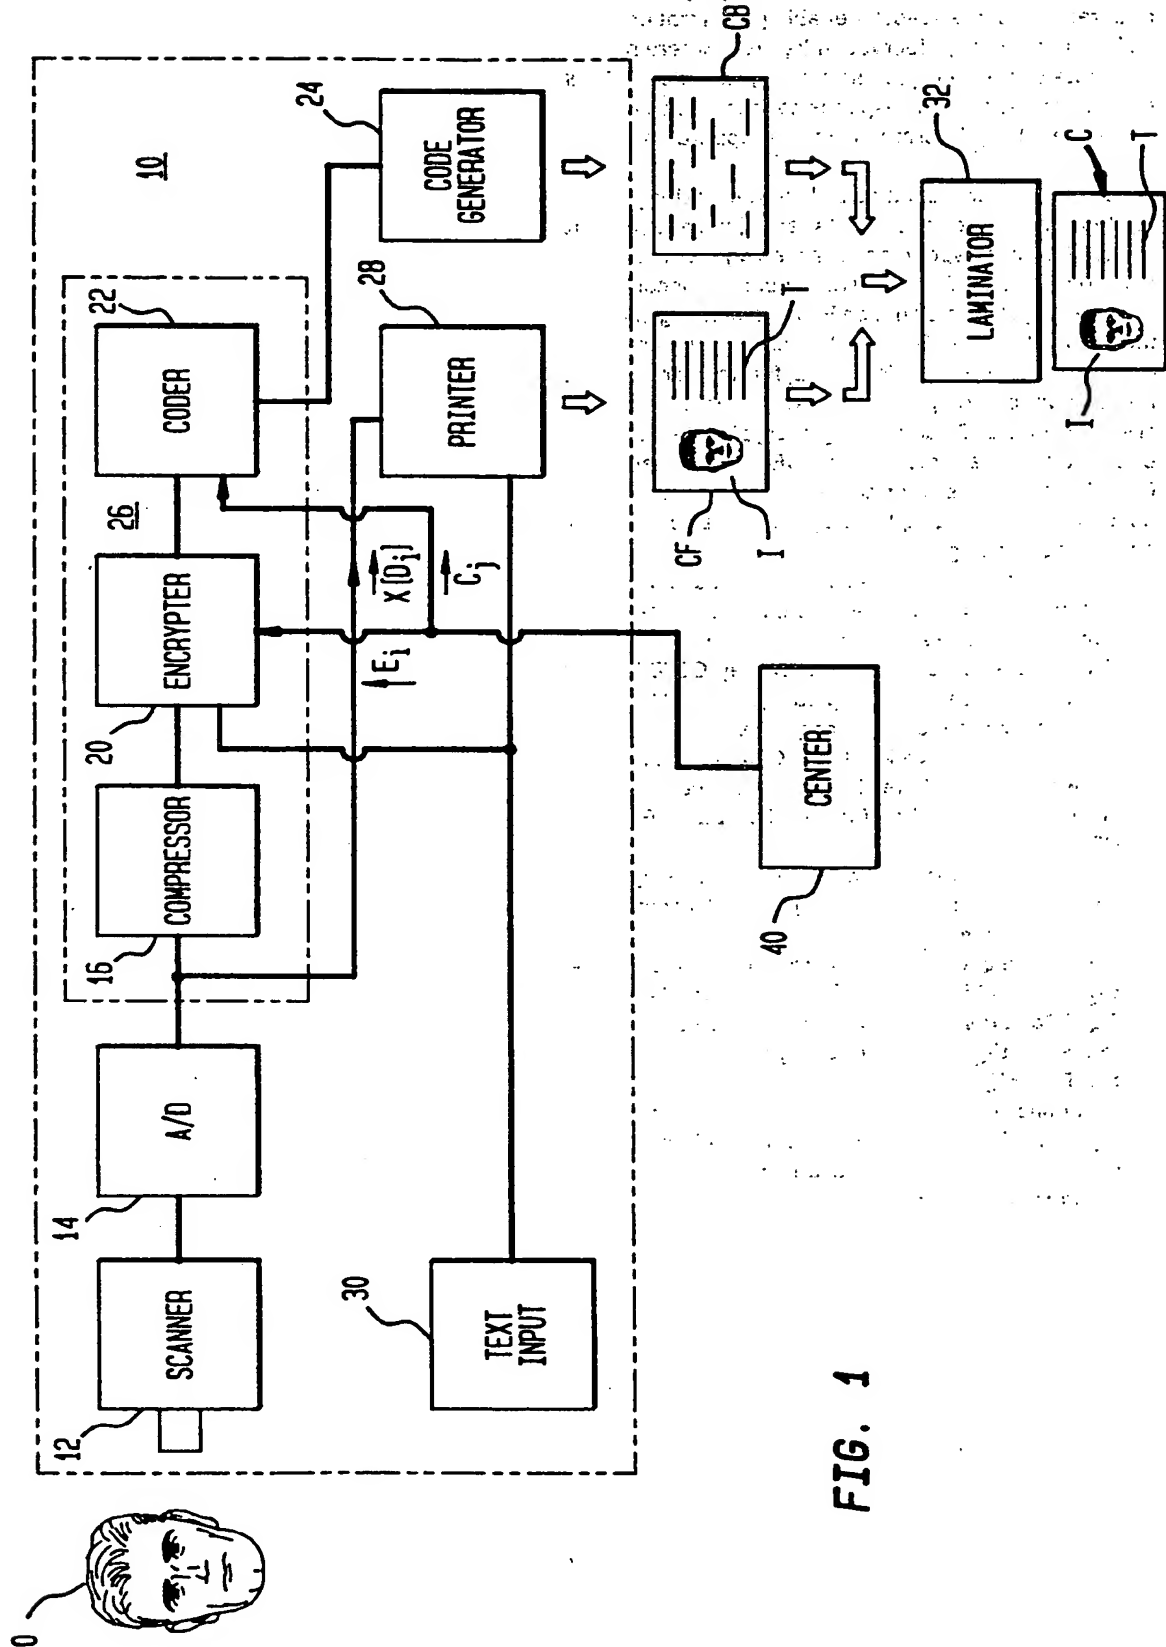 O
12
SCANNER
14
A/D
16
COMPRESSOR
20
ENCRYPTER
26
22
CODER
10
24
CODE
GENERATOR
28
PRINTER
E_i
X[D_i]
C_j
30
TEXT
INPUT
40
CENTER
CF
I
T
CB
32
LAMINATOR
I
C
T
FIG. 1